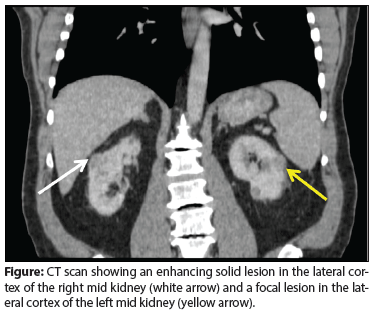 Figure: CT scan showing an enhancing solid lesion in the lateral cor-
tex of the right mid kidney (white arrow) and a focal lesion in the lat-
eral cortex of the left mid kidney (yellow arrow).